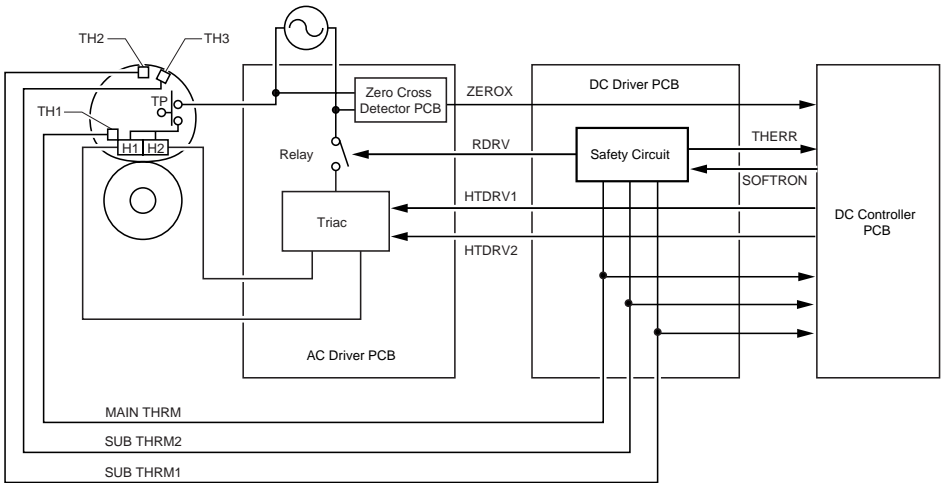 TH2
TH3
TH1
TP
H1
H2
Zero Cross
Detector PCB
ZEROX
DC Driver PCB
Relay
RDRV
Safety Circuit
THERR
SOFTRON
Triac
HTDRV1
HTDRV2
DC Controller
PCB
AC Driver PCB
MAIN THRM
SUB THRM2
SUB THRM1